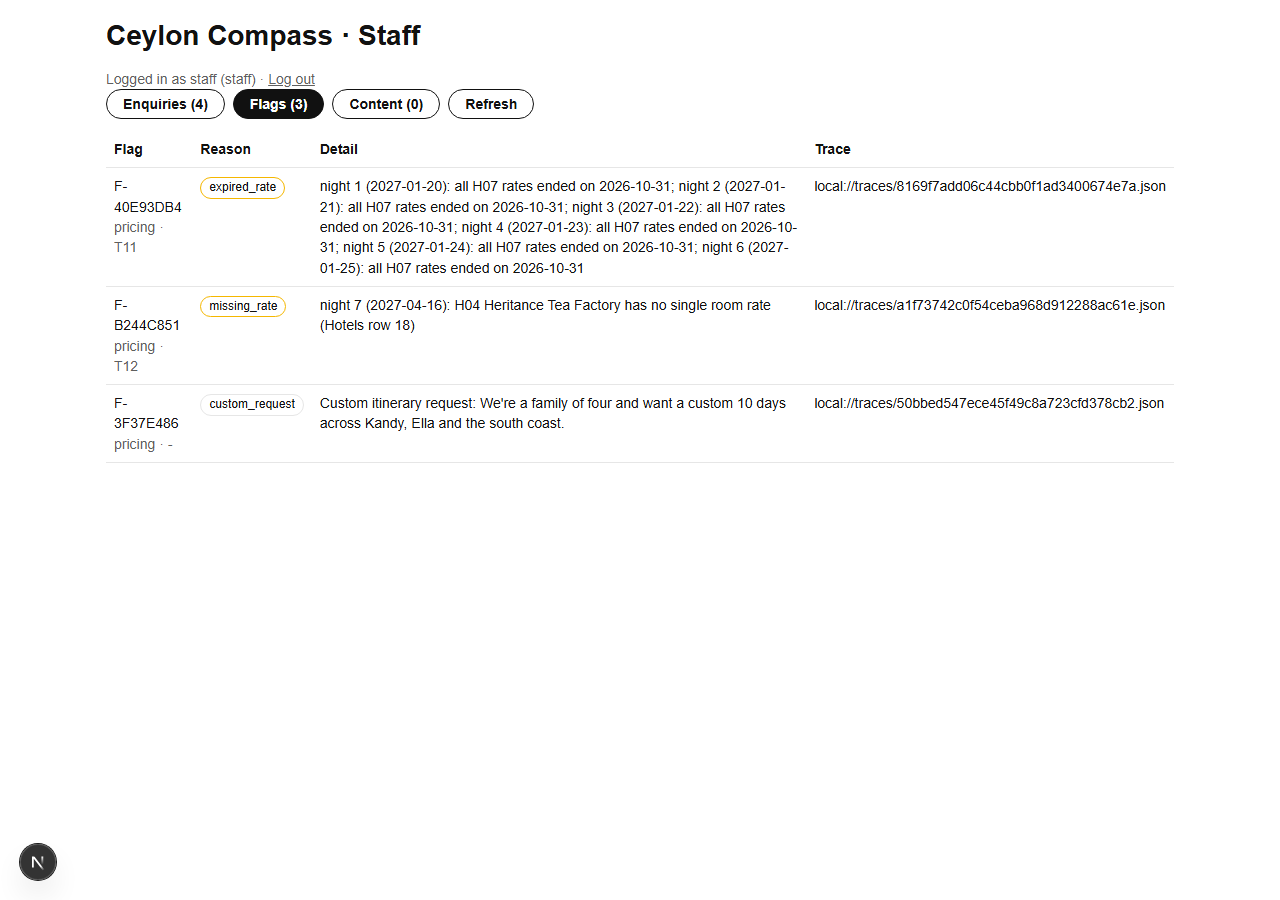 Ceylon Compass · Staff
Logged in as staff (staff) · Log out
Enquiries (4) Flags (3) Content (0) Refresh
Flag Reason Detail Trace
F-
40E93DB4
pricing ·
T11
expired_rate
night 1 (2027-01-20): all H07 rates ended on 2026-10-31; night 2 (2027-01-
21): all H07 rates ended on 2026-10-31; night 3 (2027-01-22): all H07 rates
ended on 2026-10-31; night 4 (2027-01-23): all H07 rates ended on 2026-10-
31; night 5 (2027-01-24): all H07 rates ended on 2026-10-31; night 6 (2027-
01-25): all H07 rates ended on 2026-10-31
local://traces/8169f7add06c44cbb0f1ad3400674e7a.json
F-
B244C851
pricing ·
T12
missing_rate
night 7 (2027-04-16): H04 Heritance Tea Factory has no single room rate
(Hotels row 18)
local://traces/a1f73742c0f54ceba968d912288ac61e.json
F-
3F37E486
pricing · -
custom_request
Custom itinerary request: We're a family of four and want a custom 10 days
across Kandy, Ella and the south coast.
local://traces/50bbed547ece45f49c8a723cfd378cb2.json
N